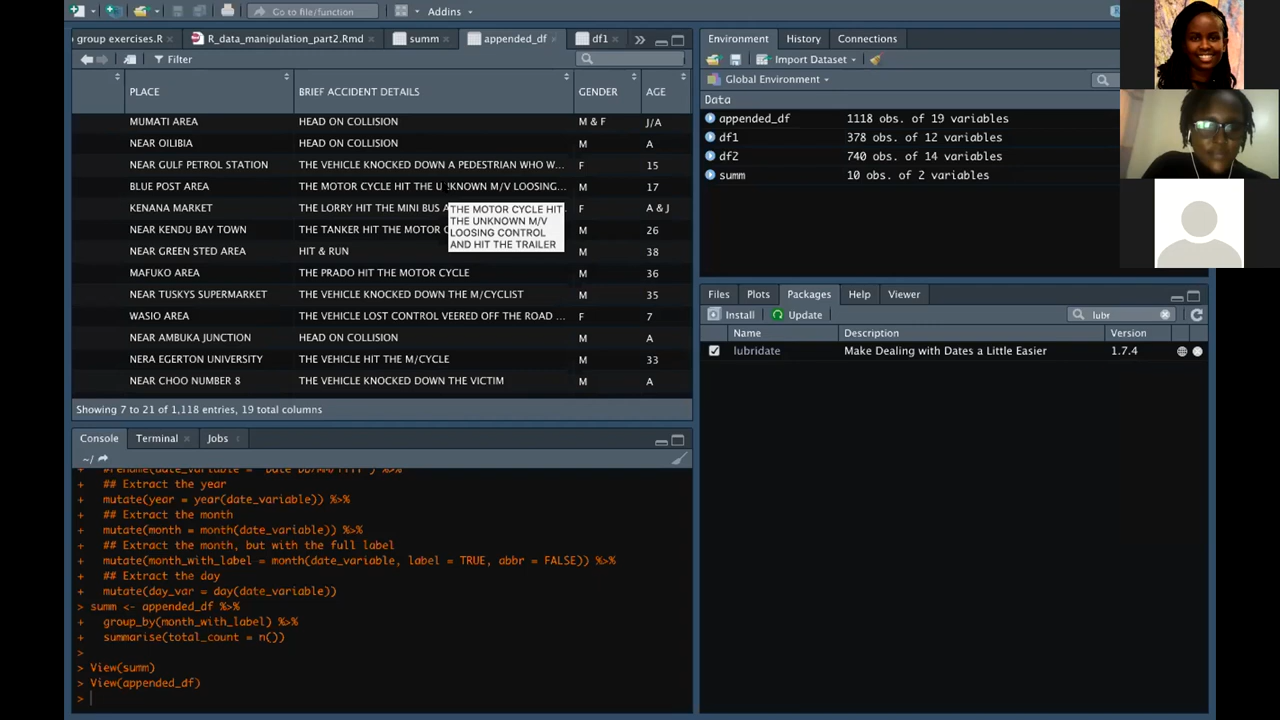 Go to file/function
Addins
group exercises.R
R_data_manipulation_part2.Rmd
summ
appended_df
df1
Filter
PLACE BRIEF ACCIDENT DETAILS GENDER AGE
MUMATI AREA HEAD ON COLLISION M & F J/A
NEAR OILIBIA HEAD ON COLLISION M A
NEAR GULF PETROL STATION THE VEHICLE KNOCKED DOWN A PEDESTRIAN WHO W... F 15
BLUE POST AREA THE MOTOR CYCLE HIT THE U KNOWN M/V LOOSING... M 17
KENANA MARKET THE LORRY HIT THE MINI BUS A F A & J
NEAR KENDU BAY TOWN THE TANKER HIT THE MOTOR C M 26
NEAR GREEN STED AREA HIT & RUN M 38
MAFUKO AREA THE PRADO HIT THE MOTOR CYCLE M 36
NEAR TUSKYS SUPERMARKET THE VEHICLE KNOCKED DOWN THE M/CYCLIST M 35
WASIO AREA THE VEHICLE LOST CONTROL VEERED OFF THE ROAD ... F 7
NEAR AMBUKA JUNCTION HEAD ON COLLISION M A
NERA EGERTON UNIVERSITY THE VEHICLE HIT THE M/CYCLE M 33
NEAR CHOO NUMBER 8 THE VEHICLE KNOCKED DOWN THE VICTIM M A
THE MOTOR CYCLE HIT
THE UNKNOWN M/V
LOOSING CONTROL
AND HIT THE TRAILER
Showing 7 to 21 of 1,118 entries, 19 total columns
Console Terminal Jobs
~/
+ ## Extract the year
+ mutate(year = year(date_variable)) %>%
+ ## Extract the month
+ mutate(month = month(date_variable)) %>%
+ ## Extract the month, but with the full label
+ mutate(month_with_label = month(date_variable, label = TRUE, abbr = FALSE)) %>%
+ ## Extract the day
+ mutate(day_var = day(date_variable))
> summ <- appended_df %>%
+ group_by(month_with_label) %>%
+ summarise(total_count = n())
>
> View(summ)
> View(appended_df)
>
Environment History Connections
Import Dataset
Global Environment
Data
appended_df 1118 obs. of 19 variables
df1 378 obs. of 12 variables
df2 740 obs. of 14 variables
summ 10 obs. of 2 variables
Files Plots Packages Help Viewer
Install Update lubr
Name Description Version
lubridate Make Dealing with Dates a Little Easier 1.7.4